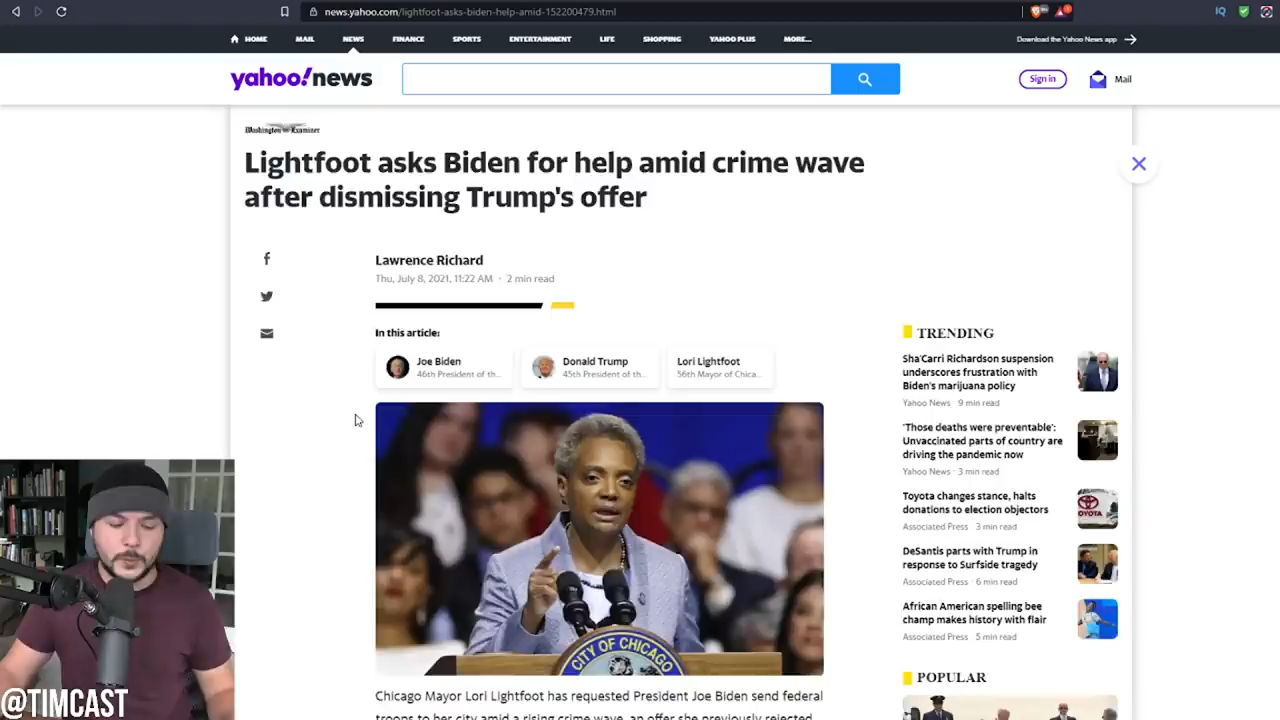 news.yahoo.com/lightfoot-asks-biden-help-amid-152200479.html
IQ
HOME MAIL NEWS FINANCE SPORTS ENTERTAINMENT LIFE SHOPPING YAHOO PLUS MORE...
Download the Yahoo News app
yahoo!news
Sign in
Mail
Washington Examiner
Lightfoot asks Biden for help amid crime wave
after dismissing Trump's offer
Lawrence Richard
Thu, July 8, 2021, 11:22 AM · 2 min read
In this article:
Joe Biden
46th President of th...
Donald Trump
45th President of th...
Lori Lightfoot
56th Mayor of Chica...
CITY OF CHICAGO
Chicago Mayor Lori Lightfoot has requested President Joe Biden send federal
troops to her city amid a rising crime wave, an offer she previously rejected
TRENDING
Sha'Carri Richardson suspension
underscores frustration with
Biden's marijuana policy
Yahoo News · 9 min read
'Those deaths were preventable':
Unvaccinated parts of country are
driving the pandemic now
Yahoo News · 3 min read
Toyota changes stance, halts
donations to election objectors
Associated Press · 3 min read
TOYOTA
DeSantis parts with Trump in
response to Surfside tragedy
Associated Press · 6 min read
African American spelling bee
champ makes history with flair
Associated Press · 5 min read
POPULAR
@TIMCAST